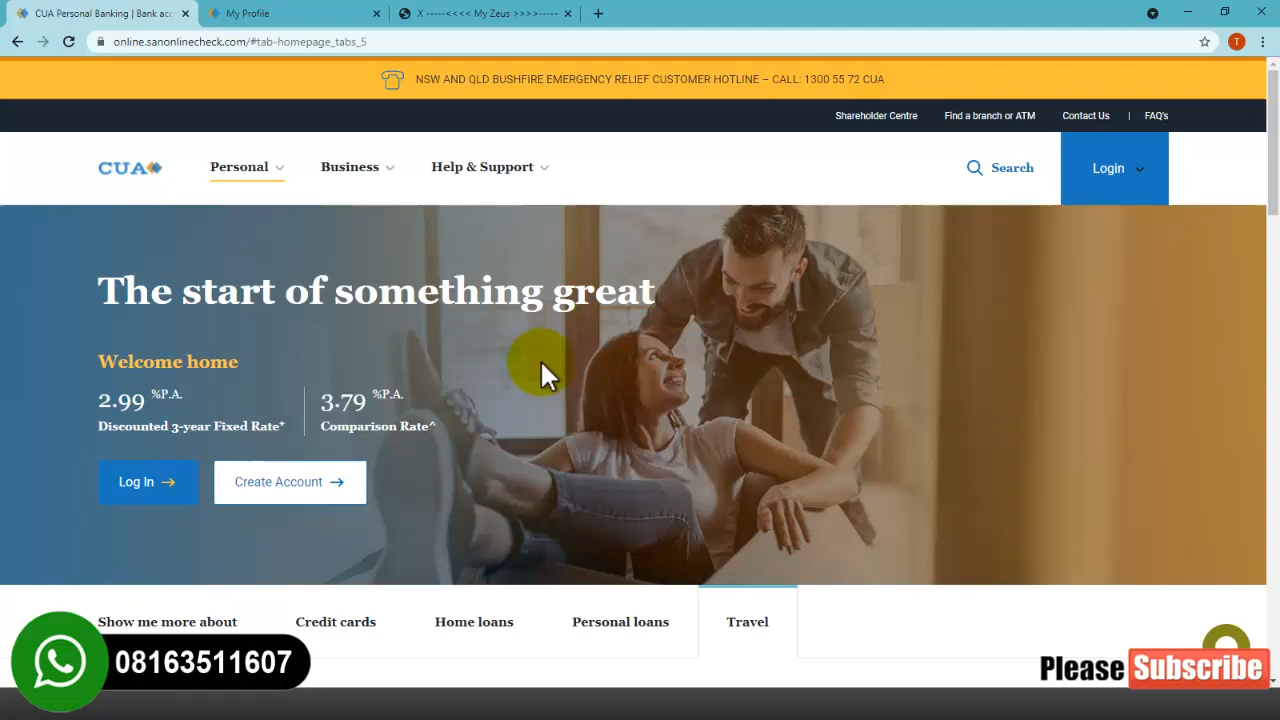 CUA Personal Banking | Bank acc
My Profile
X -----<<<< My Zeus >>>>-----
online.sanonlinecheck.com/#tab-homepage_tabs_5
T
NSW AND QLD BUSHFIRE EMERGENCY RELIEF CUSTOMER HOTLINE – CALL: 1300 55 72 CUA
Shareholder Centre Find a branch or ATM Contact Us | FAQ's
CUA Personal Business Help & Support Search Login
The start of something great
Welcome home
2.99 %P.A. 3.79 %P.A.
Discounted 3-year Fixed Rate* Comparison Rate^
Log In → Create Account →
Show me more about Credit cards Home loans Personal loans Travel
08163511607
Please Subscribe